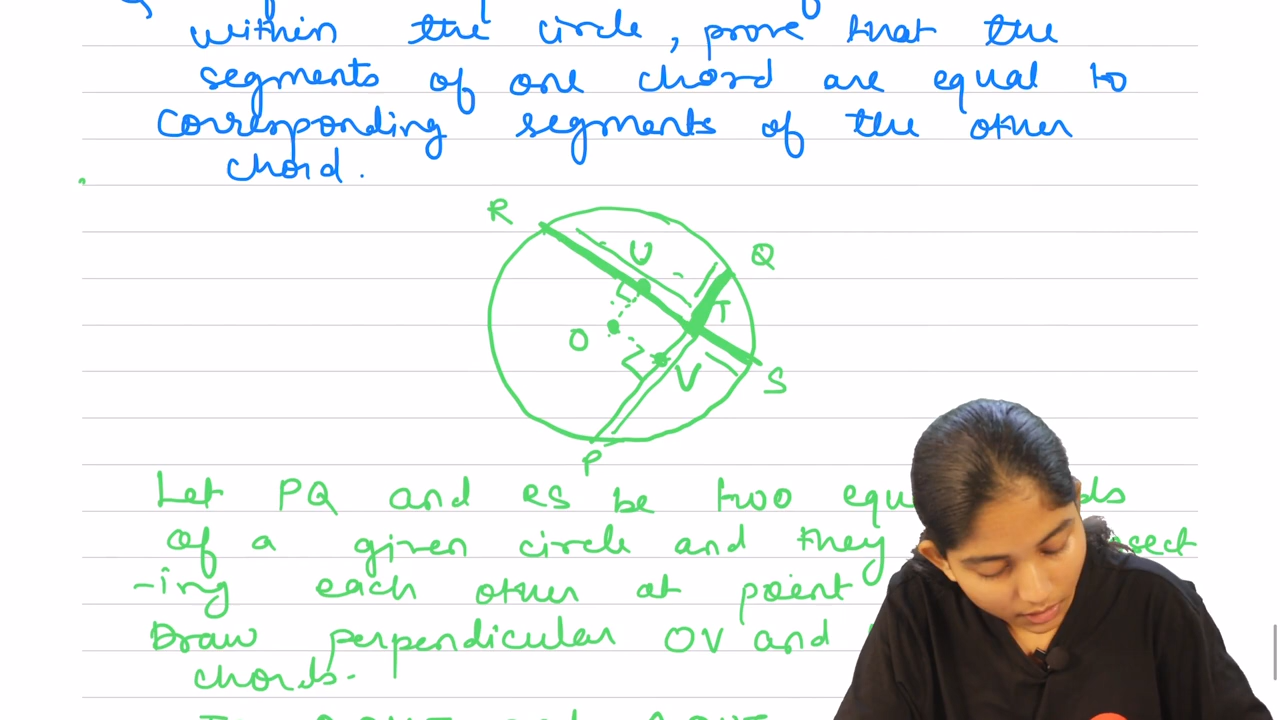 within the circle, prove that the
segments of one chord are equal to
corresponding segments of the other
chord.
R
U
Q
T
O
V
S
P
Let PQ and RS be two
of a given circle and they
-ing each other at point
Draw perpendicular OV and
chords.